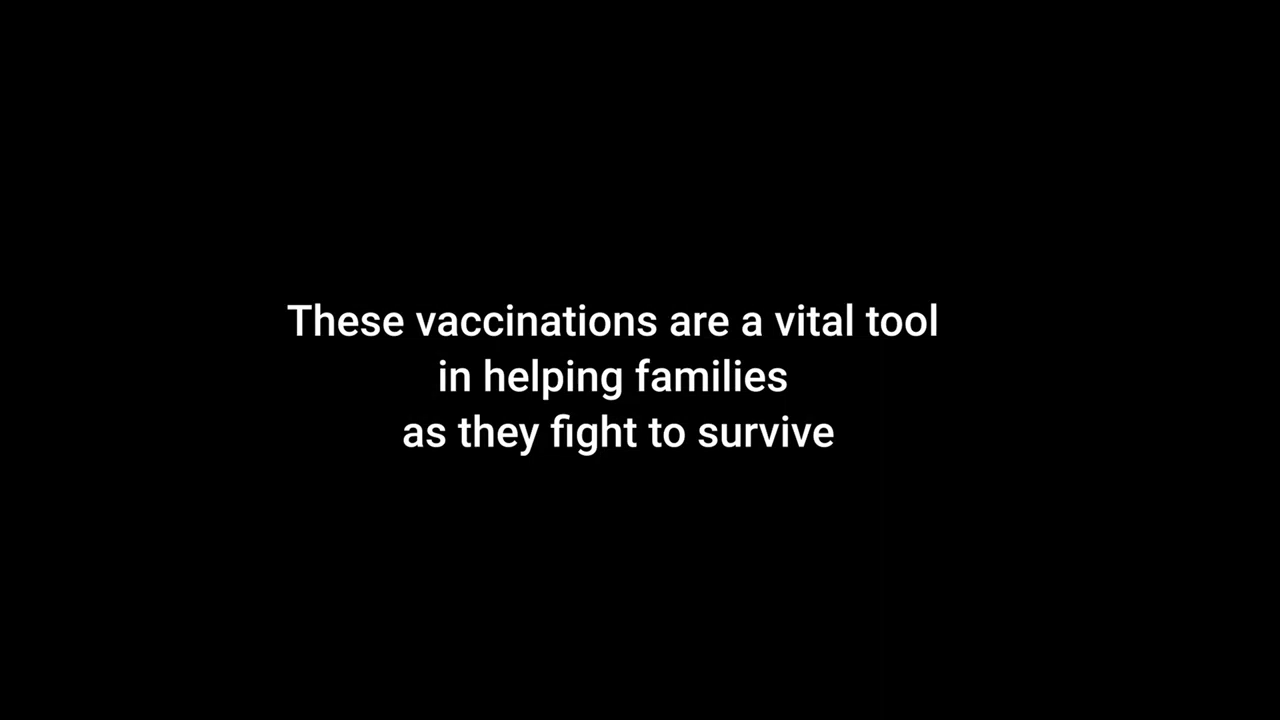 These vaccinations are a vital tool
in helping families
as they fight to survive